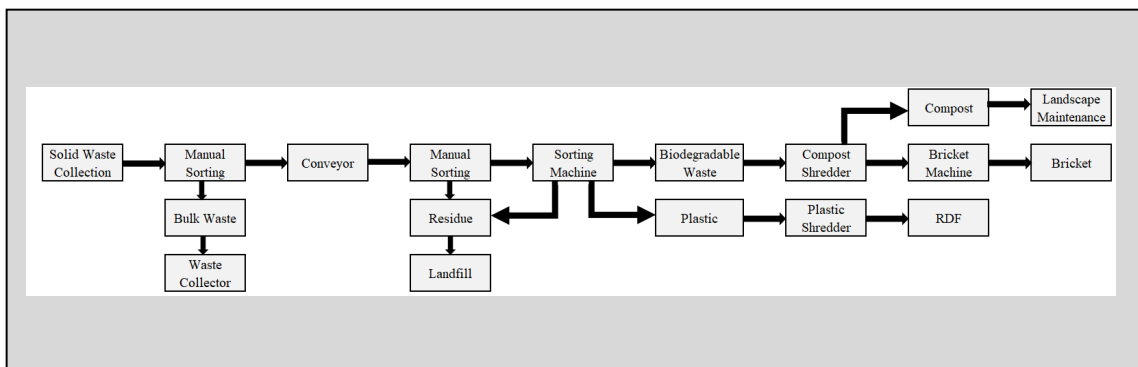 Compost
Landscape
Maintenance
Solid Waste
Collection
Manual
Sorting
Conveyor
Manual
Sorting
Sorting
Machine
Biodegradable
Waste
Compost
Shredder
Bricket
Machine
Bricket
Bulk Waste
Residue
Plastic
Plastic
Shredder
RDF
Waste
Collector
Landfill